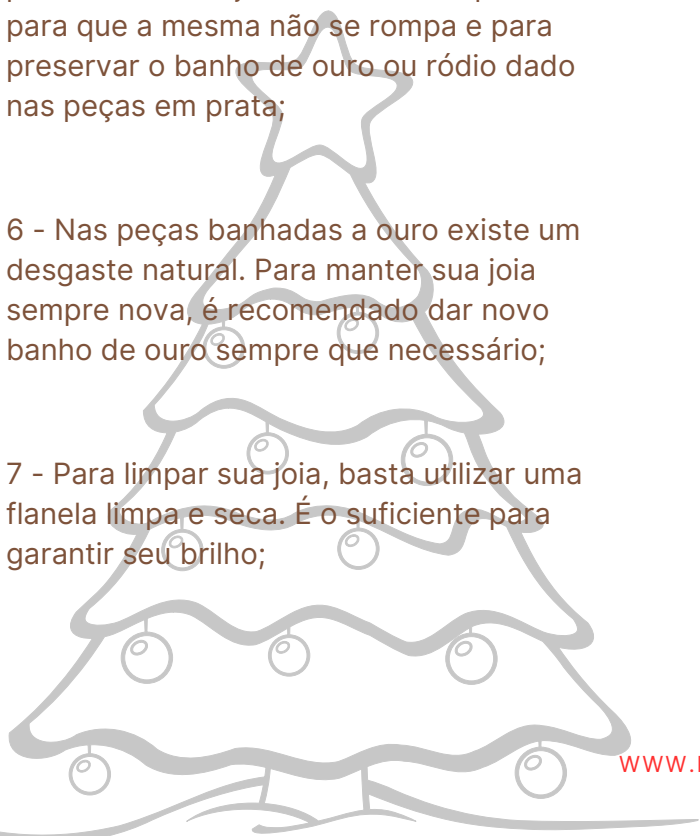 para que a mesma não se rompa e para
preservar o banho de ouro ou ródio dado
nas peças em prata;
6 - Nas peças banhadas a ouro existe um
desgaste natural. Para manter sua joia
sempre nova, é recomendado dar novo
banho de ouro sempre que necessário;
7 - Para limpar sua joia, basta utilizar uma
flanela limpa e seca. É o suficiente para
garantir seu brilho;
www.